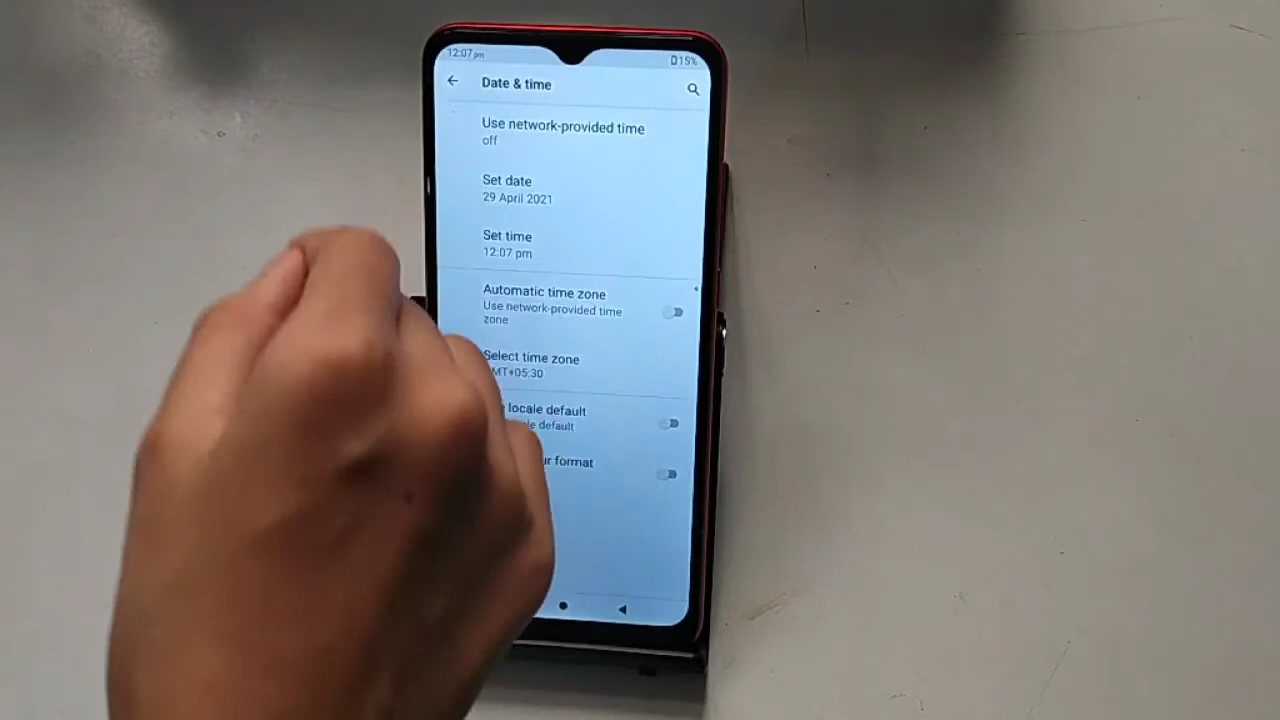 12:07 pm
15%
Date & time
Use network-provided time
off
Set date
29 April 2021
Set time
12:07 pm
Automatic time zone
Use network-provided time
zone
Select time zone
MT+05:30
locale default
default
format